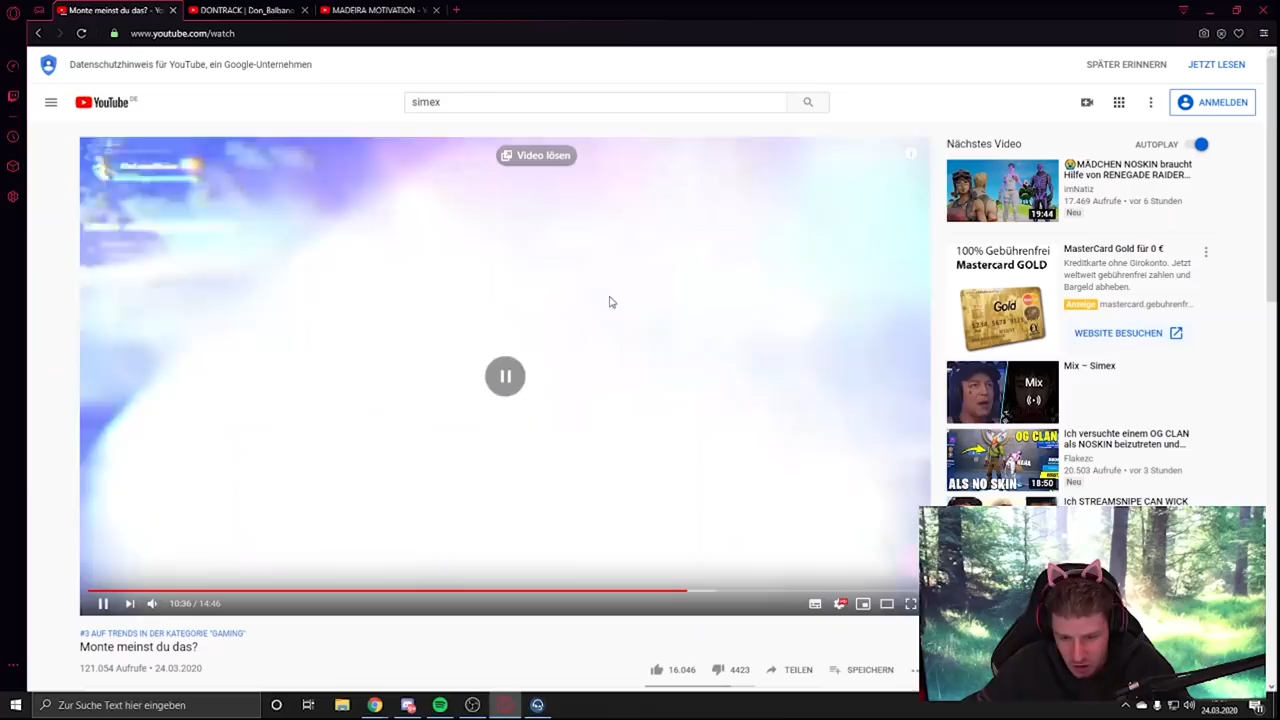 Monte meinst du das? - Yo
DONTRACK | Don_Balbano
MADEIRA MOTIVATION - Y
www.youtube.com/watch
Datenschutzhinweis für YouTube, ein Google-Unternehmen
SPÄTER ERINNERN
JETZT LESEN
YouTube DE
simex
ANMELDEN
Video lösen
Nächstes Video
AUTOPLAY
😭MÄDCHEN NOSKIN braucht
Hilfe von RENEGADE RAIDER...
imNatiz
17.469 Aufrufe • vor 6 Stunden
Neu
19:44
100% Gebührenfrei
Mastercard GOLD
Gold
MasterCard Gold für 0 €
Kreditkarte ohne Girokonto. Jetzt
weltweit gebührenfrei zahlen und
Bargeld abheben.
Anzeige mastercard.gebuhrenfr...
WEBSITE BESUCHEN
Mix
Mix – Simex
OG CLAN
ALS NO SKIN
18:50
Ich versuchte einem OG CLAN
als NOSKIN beizutreten und...
Flakezc
20.503 Aufrufe • vor 3 Stunden
Neu
Ich STREAMSNIPE CAN WICK
10:36 / 14:46
#3 AUF TRENDS IN DER KATEGORIE "GAMING"
Monte meinst du das?
121.054 Aufrufe • 24.03.2020
16.046
4423
TEILEN
SPEICHERN
Zur Suche Text hier eingeben
24.03.2020